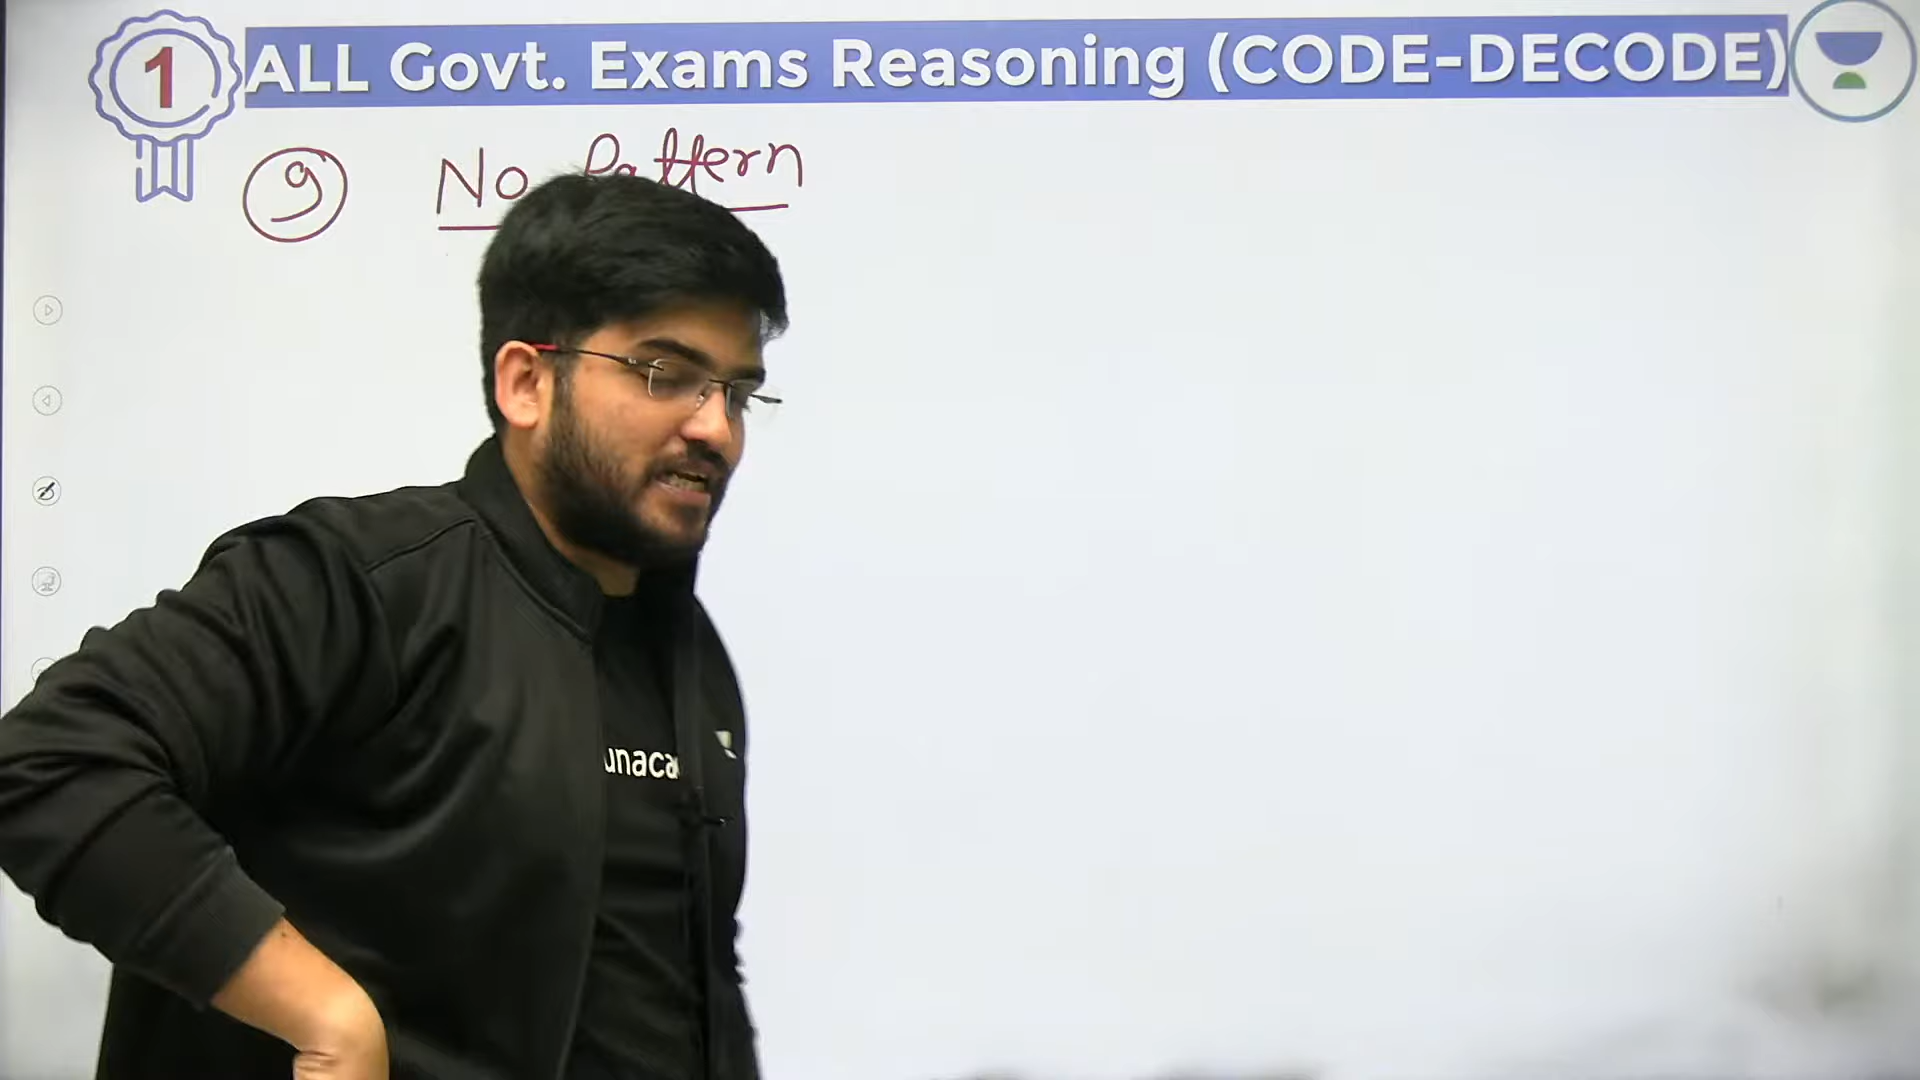 1 ALL Govt. Exams Reasoning (CODE-DECODE)
9 No Pattern
unaca